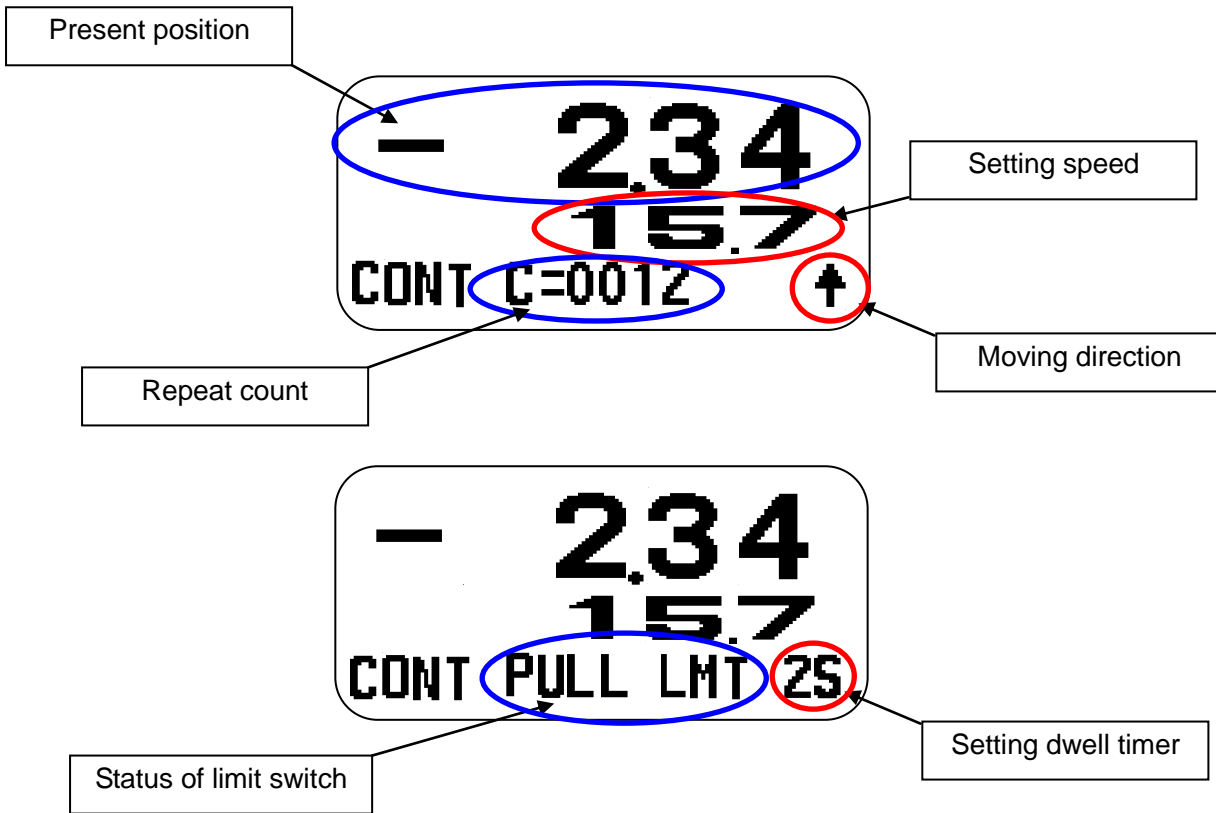 Present position
− 2.34
Setting speed
15.7
CONT C=0012 ↑
Moving direction
Repeat count
− 2.34
15.7
CONT PULL LMT 2S
Setting dwell timer
Status of limit switch